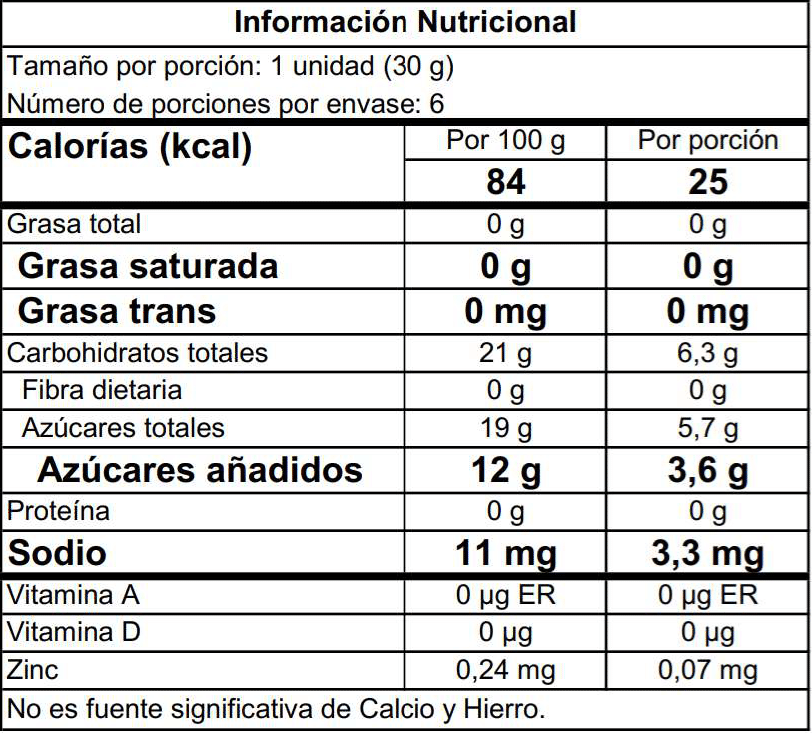 Información Nutricional
Tamaño por porción: 1 unidad (30 g)
Número de porciones por envase: 6
Calorías (kcal) Por 100 g Por porción
84 25
Grasa total 0 g 0 g
Grasa saturada 0 g 0 g
Grasa trans 0 mg 0 mg
Carbohidratos totales 21 g 6,3 g
Fibra dietaria 0 g 0 g
Azúcares totales 19 g 5,7 g
Azúcares añadidos 12 g 3,6 g
Proteína 0 g 0 g
Sodio 11 mg 3,3 mg
Vitamina A 0 µg ER 0 µg ER
Vitamina D 0 µg 0 µg
Zinc 0,24 mg 0,07 mg
No es fuente significativa de Calcio y Hierro.